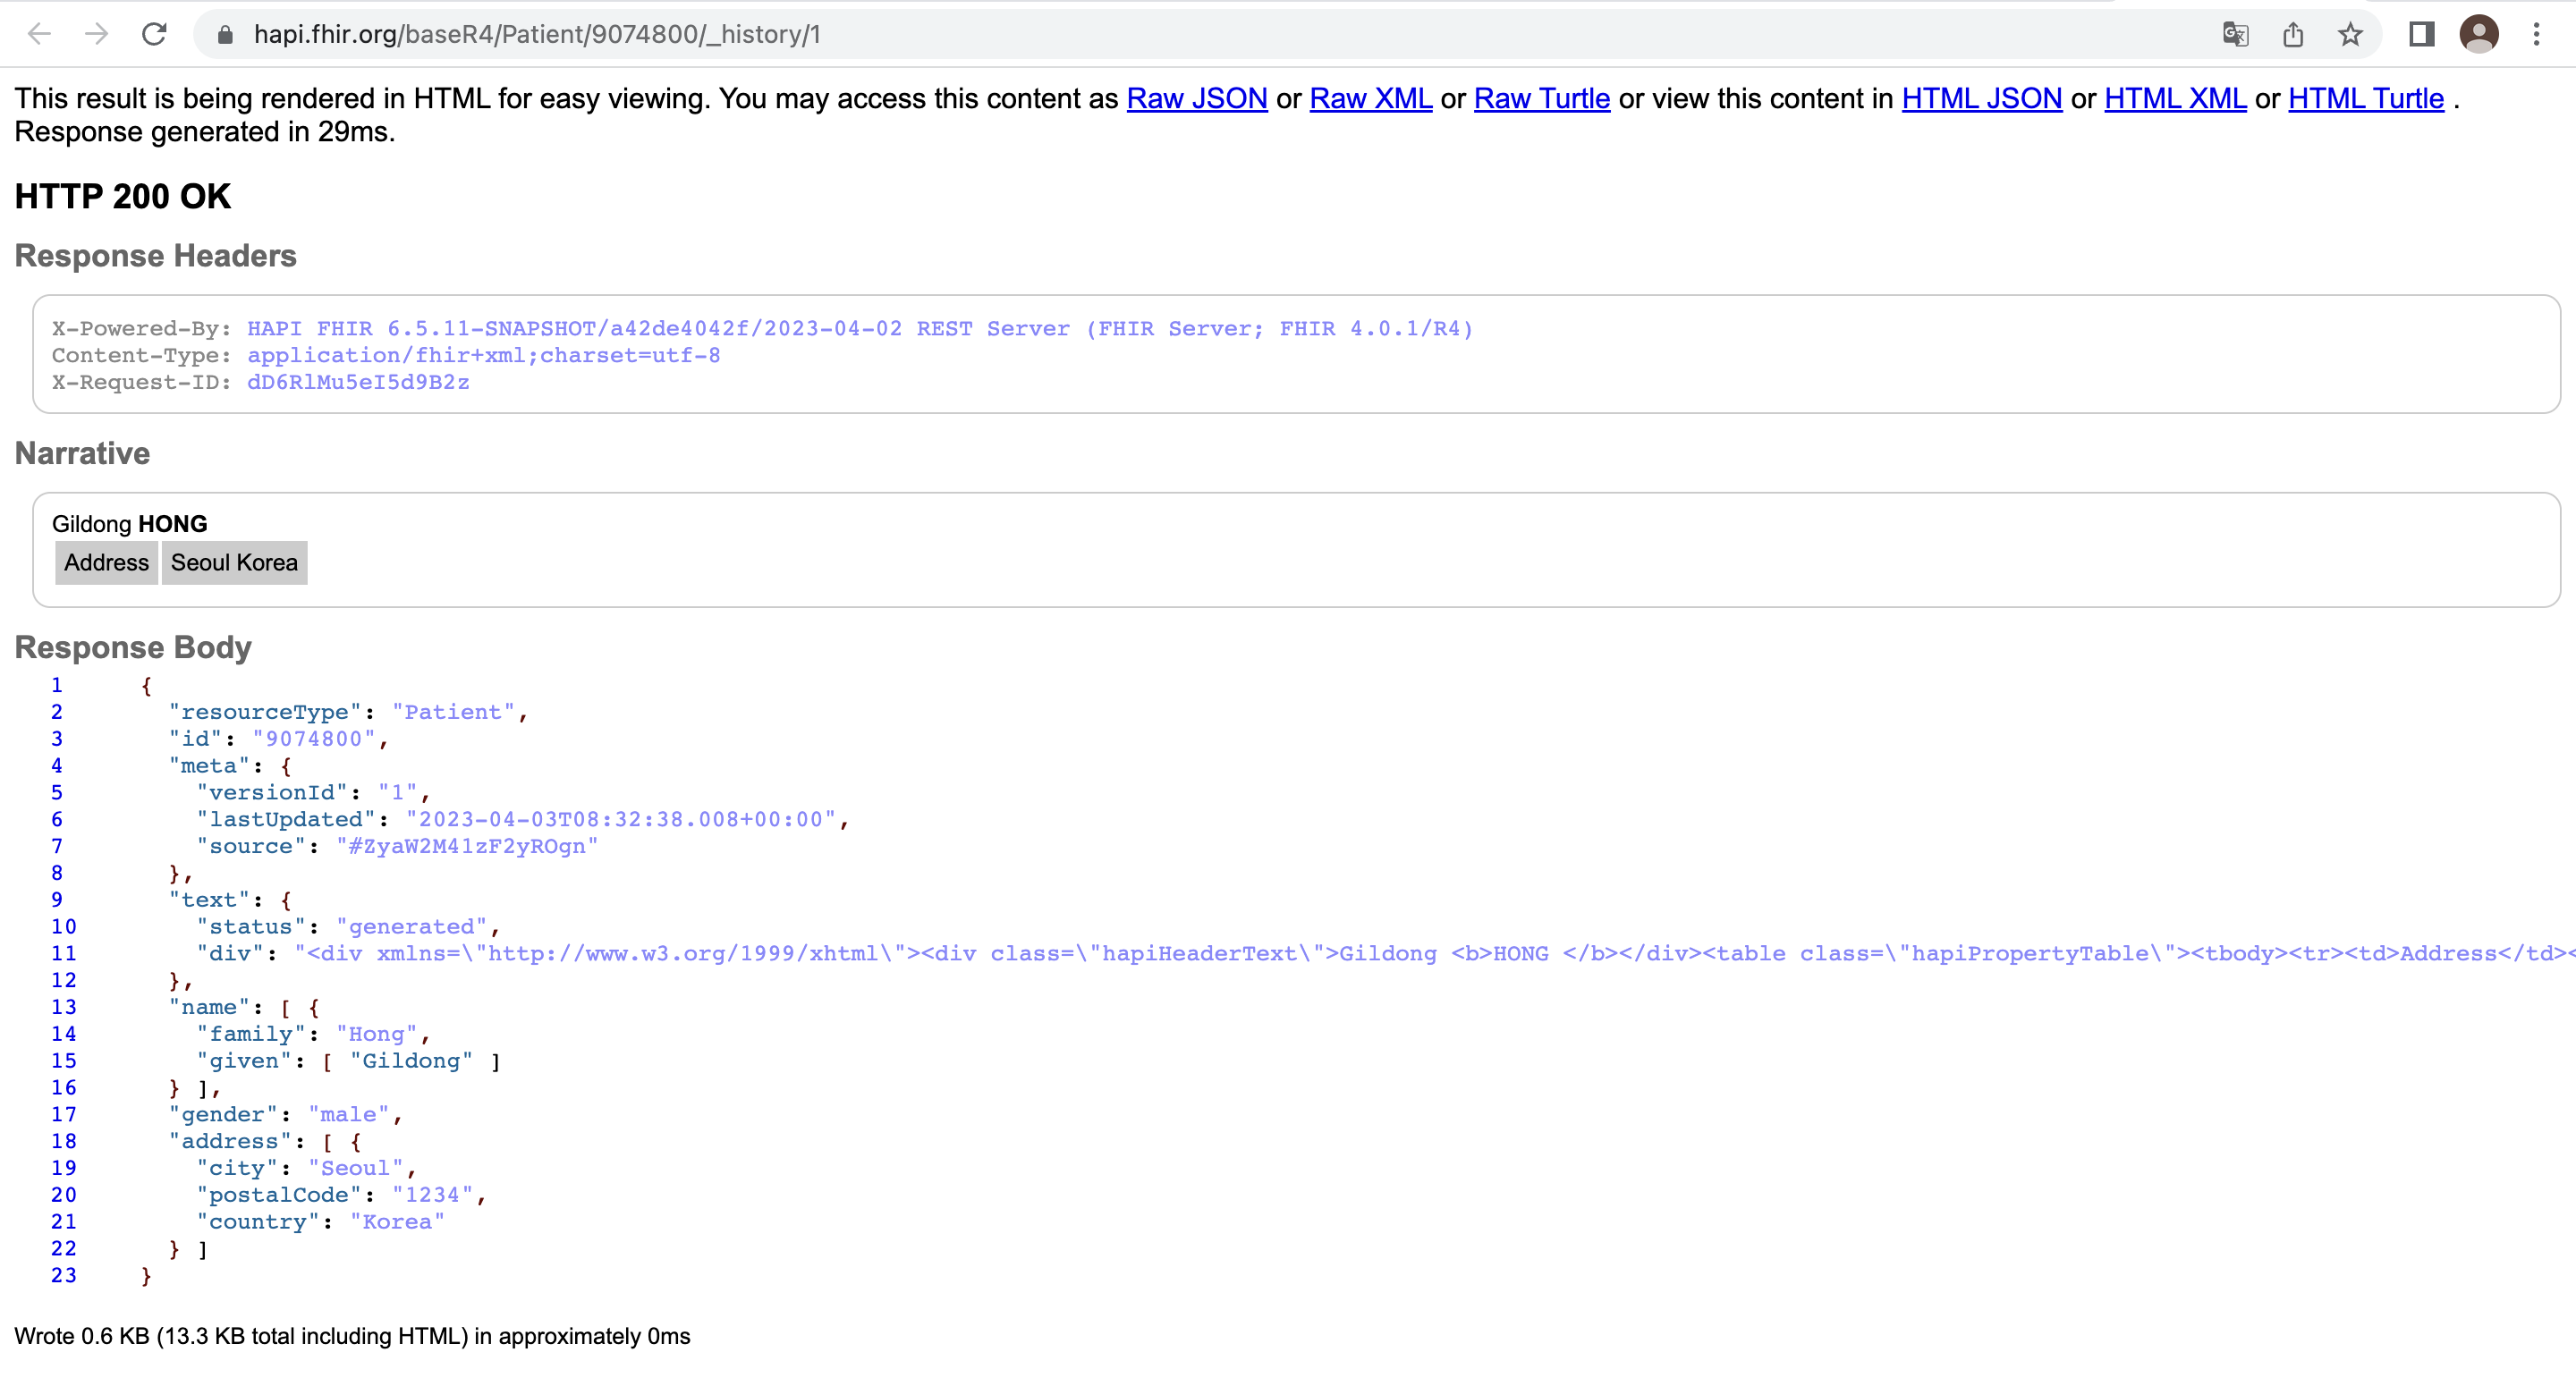 hapi.fhir.org/baseR4/Patient/9074800/_history/1
This result is being rendered in HTML for easy viewing. You may access this content as Raw JSON or Raw XML or Raw Turtle or view this content in HTML JSON or HTML XML or HTML Turtle .
Response generated in 29ms.
HTTP 200 OK
Response Headers
X-Powered-By: HAPI FHIR 6.5.11-SNAPSHOT/a42de4042f/2023-04-02 REST Server (FHIR Server; FHIR 4.0.1/R4)
Content-Type: application/fhir+xml;charset=utf-8
X-Request-ID: dD6RlMu5eI5d9B2z
Narrative
Gildong HONG
Address Seoul Korea
Response Body
1 {
2 "resourceType": "Patient",
3 "id": "9074800",
4 "meta": {
5 "versionId": "1",
6 "lastUpdated": "2023-04-03T08:32:38.008+00:00",
7 "source": "#ZyaW2M41zF2yROgn"
8 },
9 "text": {
10 "status": "generated",
11 "div": "<div xmlns=\"http://www.w3.org/1999/xhtml\"><div class=\"hapiHeaderText\">Gildong <b>HONG </b></div><table class=\"hapiPropertyTable\"><tbody><tr><td>Address</td><
12 },
13 "name": [ {
14 "family": "Hong",
15 "given": [ "Gildong" ]
16 } ],
17 "gender": "male",
18 "address": [ {
19 "city": "Seoul",
20 "postalCode": "1234",
21 "country": "Korea"
22 } ]
23 }
Wrote 0.6 KB (13.3 KB total including HTML) in approximately 0ms